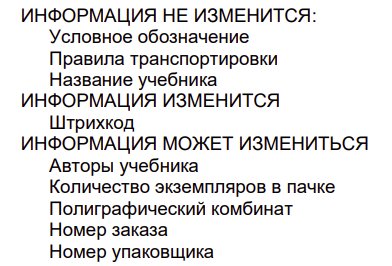 ИНФОРМАЦИЯ НЕ ИЗМЕНИТСЯ:
Условное обозначение
Правила транспортировки
Название учебника
ИНФОРМАЦИЯ ИЗМЕНИТСЯ
Штрихкод
ИНФОРМАЦИЯ МОЖЕТ ИЗМЕНИТЬСЯ
Авторы учебника
Количество экземпляров в пачке
Полиграфический комбинат
Номер заказа
Номер упаковщика